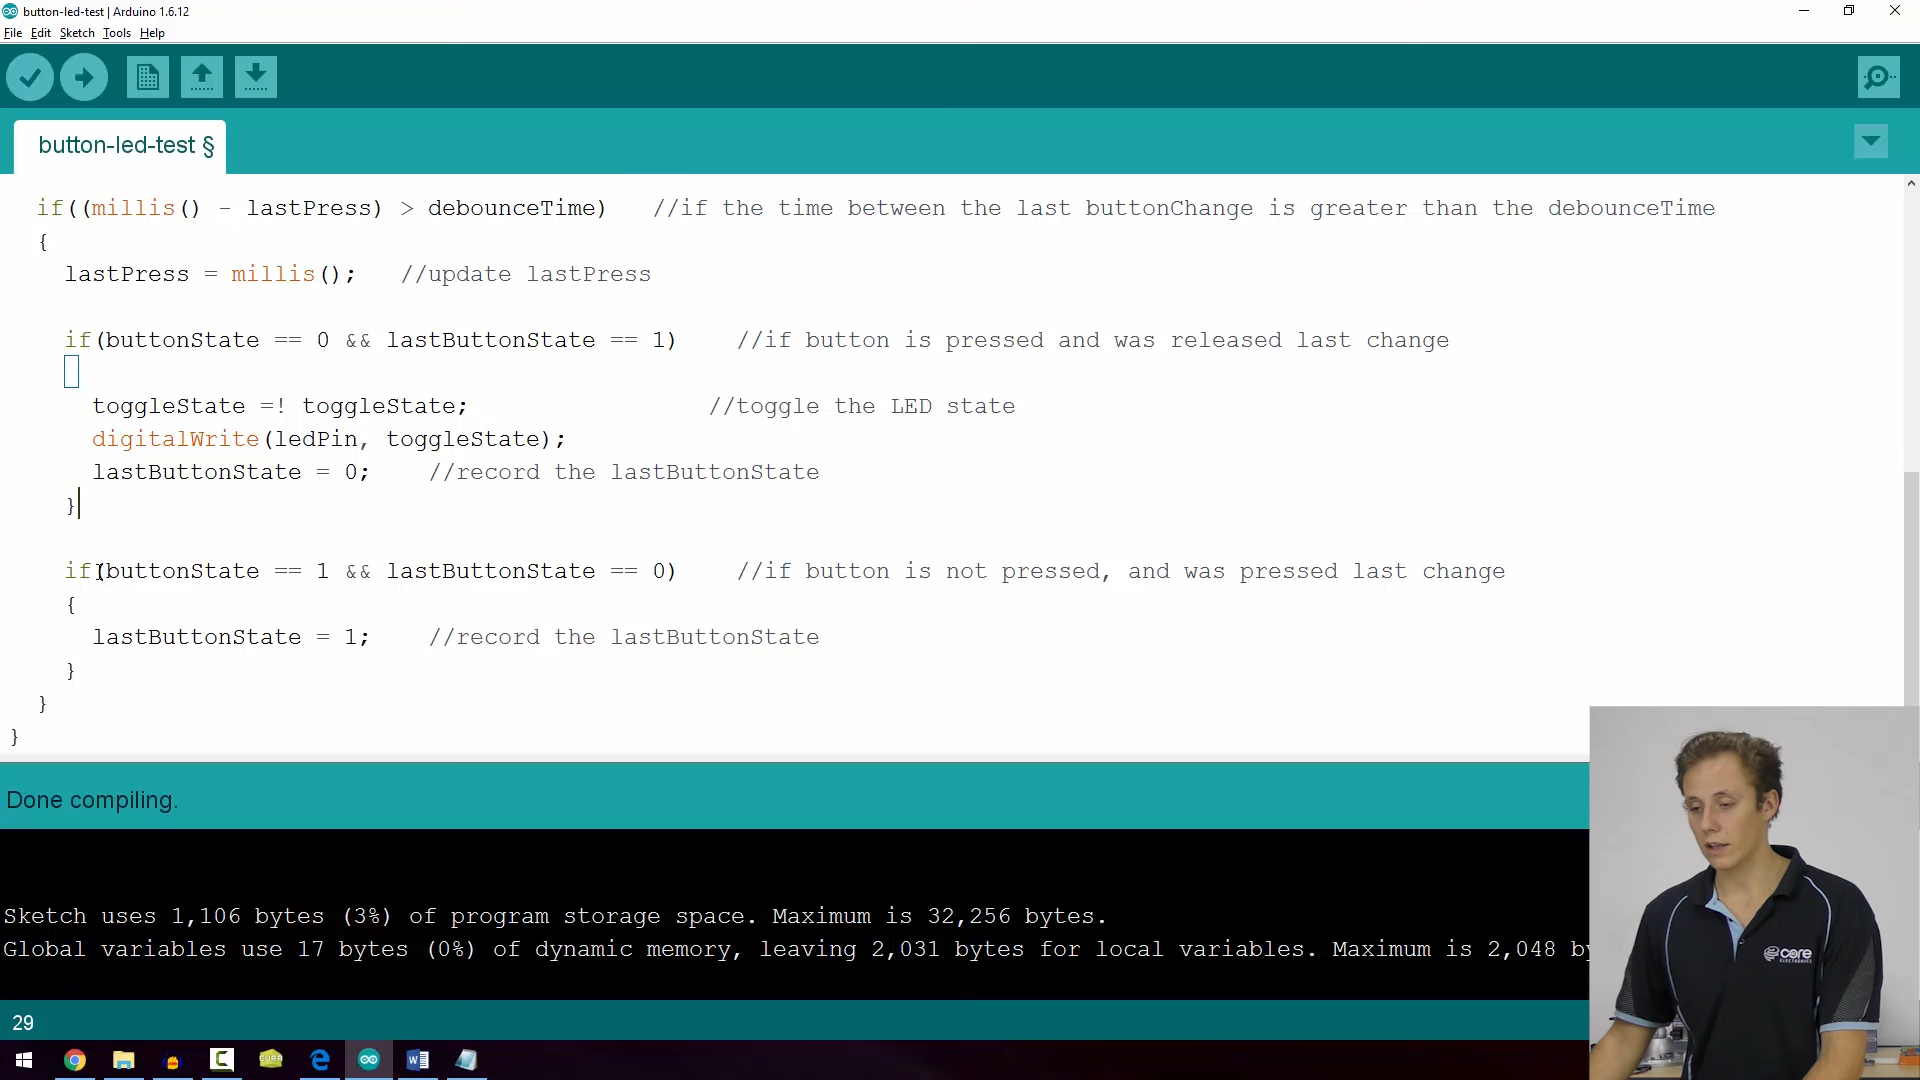 button-led-test | Arduino 1.6.12
File Edit Sketch Tools Help
button-led-test §
if((millis() - lastPress) > debounceTime)   //if the time between the last buttonChange is greater than the debounceTime
{
lastPress = millis();   //update lastPress
if(buttonState == 0 && lastButtonState == 1)    //if button is pressed and was released last change
toggleState =! toggleState;                 //toggle the LED state
digitalWrite(ledPin, toggleState);
lastButtonState = 0;    //record the lastButtonState
}
if(buttonState == 1 && lastButtonState == 0)    //if button is not pressed, and was pressed last change
{
lastButtonState = 1;    //record the lastButtonState
}
}
}
Done compiling.
Sketch uses 1,106 bytes (3%) of program storage space. Maximum is 32,256 bytes.
Global variables use 17 bytes (0%) of dynamic memory, leaving 2,031 bytes for local variables. Maximum is 2,048 by
core
ELECTRONICS
29
CURA